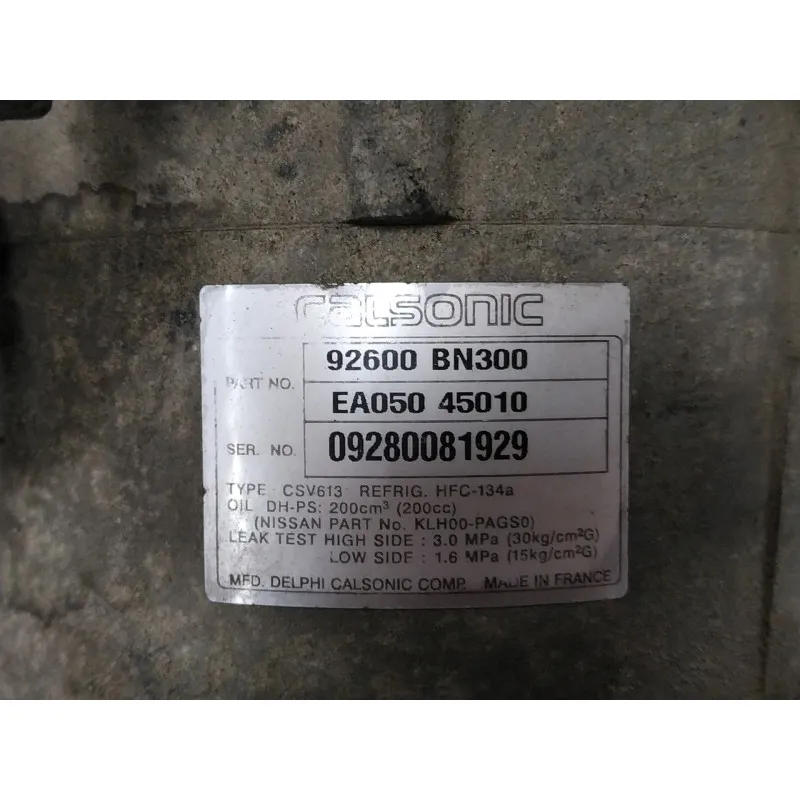 CALSONIC
92600 BN300
PART NO.
EA050 45010
SER. NO. 09280081929
TYPE CSV613 REFRIG. HFC-134a
OIL DH-PS: 200cm³ (200cc)
(NISSAN PART No. KLH00-PAGS0)
LEAK TEST HIGH SIDE : 3.0 MPa (30kg/cm²G)
LOW SIDE : 1.6 MPa (15kg/cm²G)
MFD. DELPHI CALSONIC COMP. MADE IN FRANCE